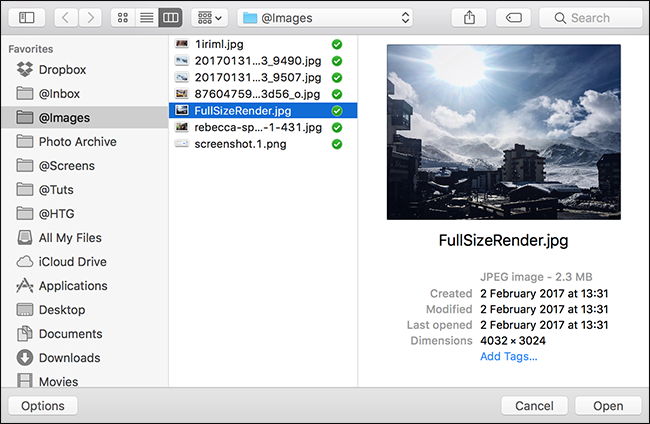 @Images
Search
Favorites
Dropbox
@Inbox
@Images
Photo Archive
@Screens
@Tuts
@HTG
All My Files
iCloud Drive
Applications
Desktop
Documents
Downloads
Movies
1iriml.jpg
20170131...3_9490.jpg
20170131...3_9507.jpg
87604759...3d56_o.jpg
FullSizeRender.jpg
rebecca-sp...-1-431.jpg
screenshot.1.png
FullSizeRender.jpg
JPEG image - 2.3 MB
Created 2 February 2017 at 13:31
Modified 2 February 2017 at 13:31
Last opened 2 February 2017 at 13:31
Dimensions 4032 × 3024
Add Tags...
Options
Cancel
Open